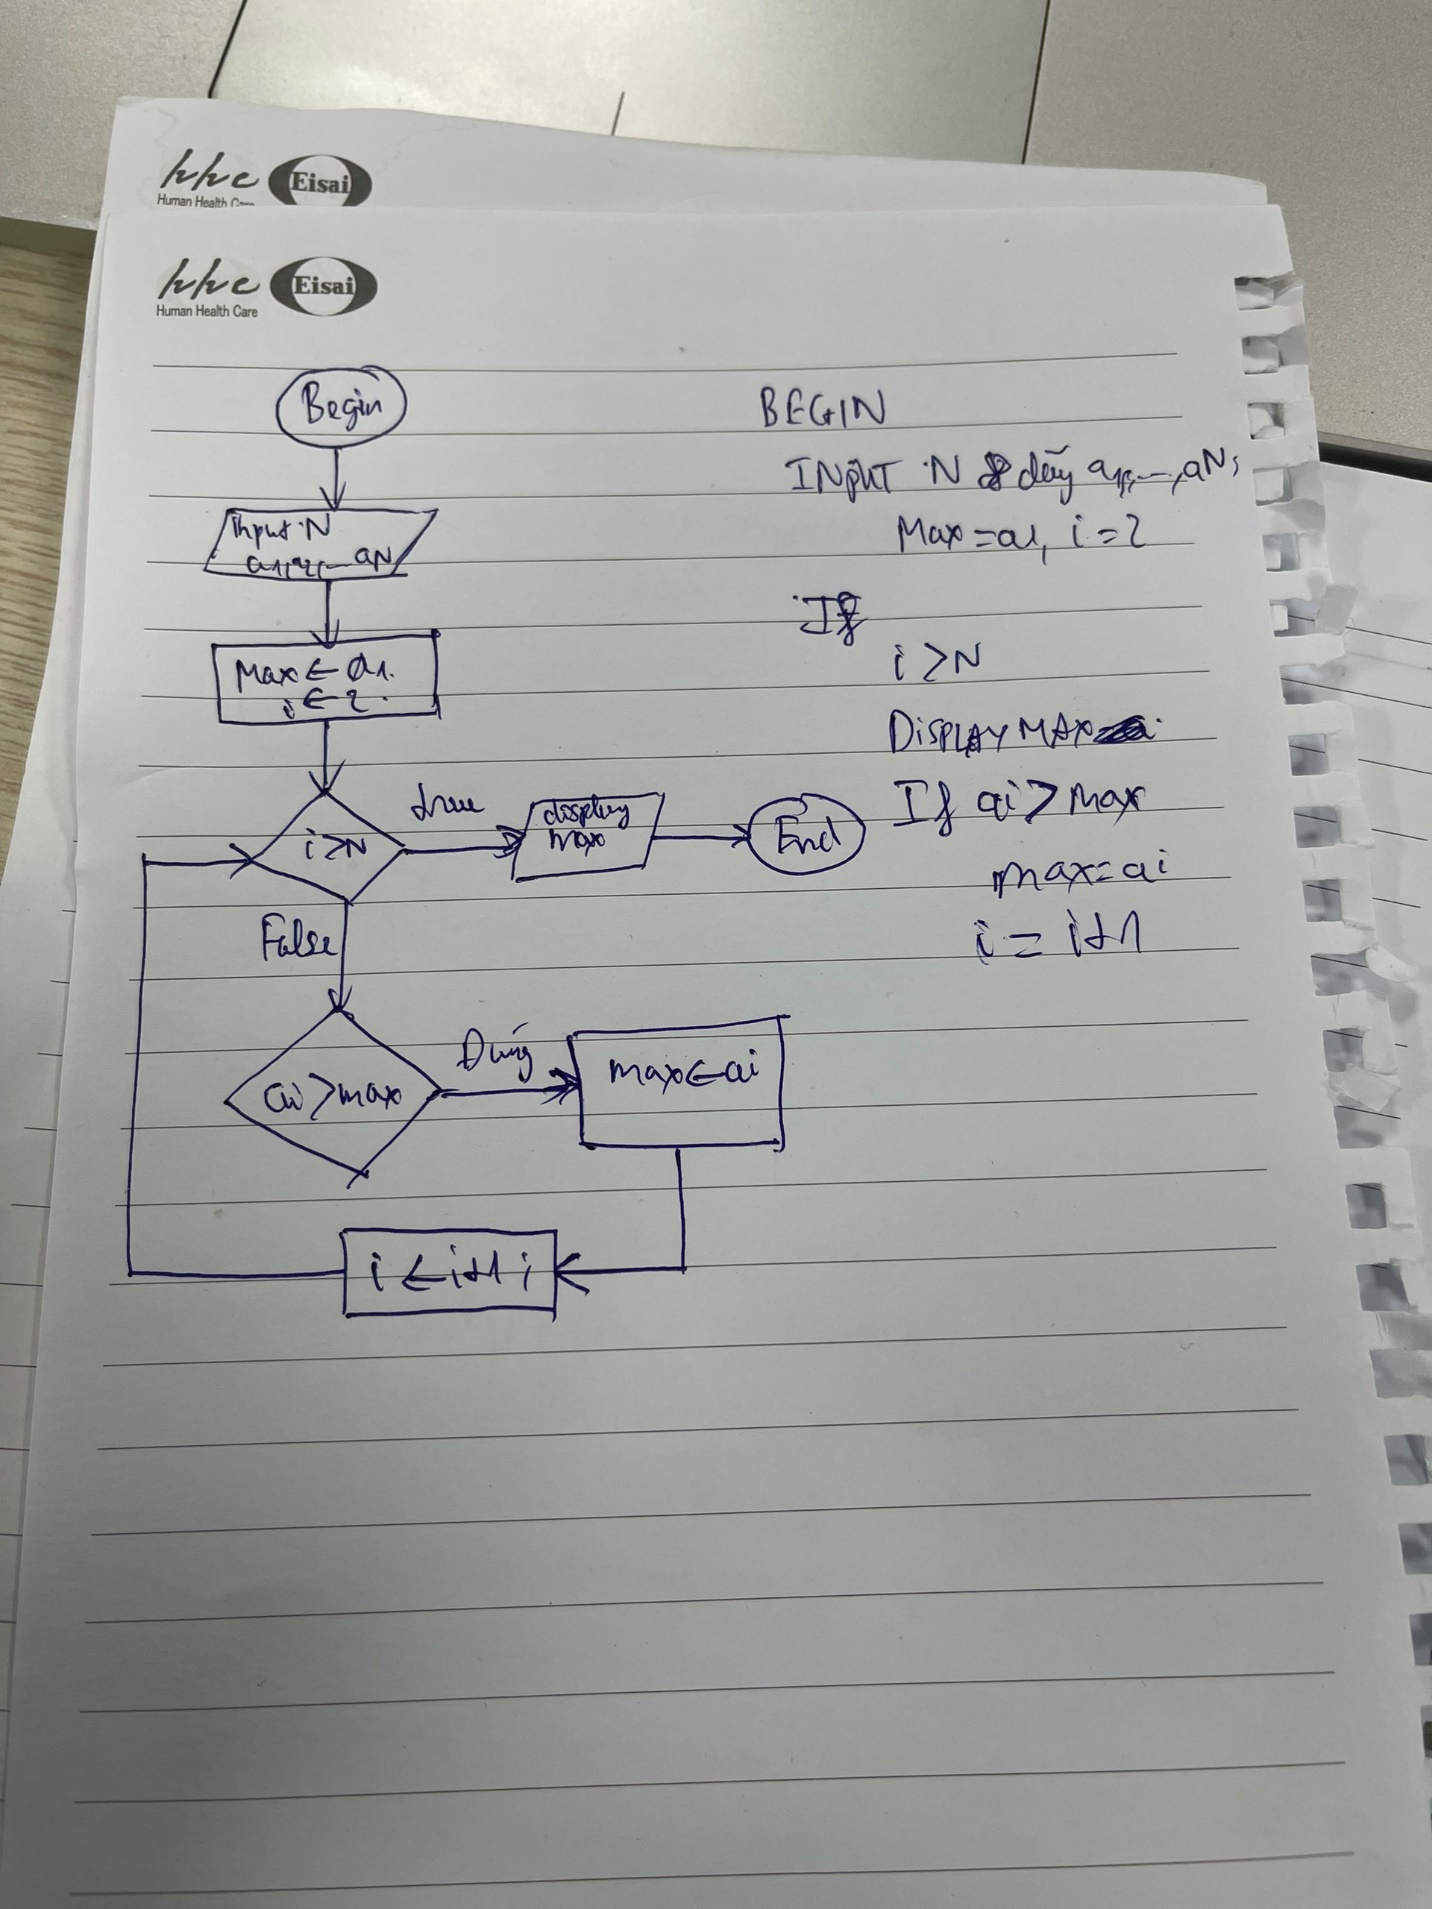 hhc Eisai
Human Health Care
hhc Eisai
Human Health Care
Begin
Input N
a1, a2, ... aN
Max ← a1.
i ← 2.
i > N
true
display
max
End
False
ai > max
Đúng
max ← ai
i ← i+1;
BEGIN
INPUT N dãy a1, ..., aN;
Max = a1, i = 2
If
i > N
DISPLAY MAX
If ai > max
max = ai
i = i+1